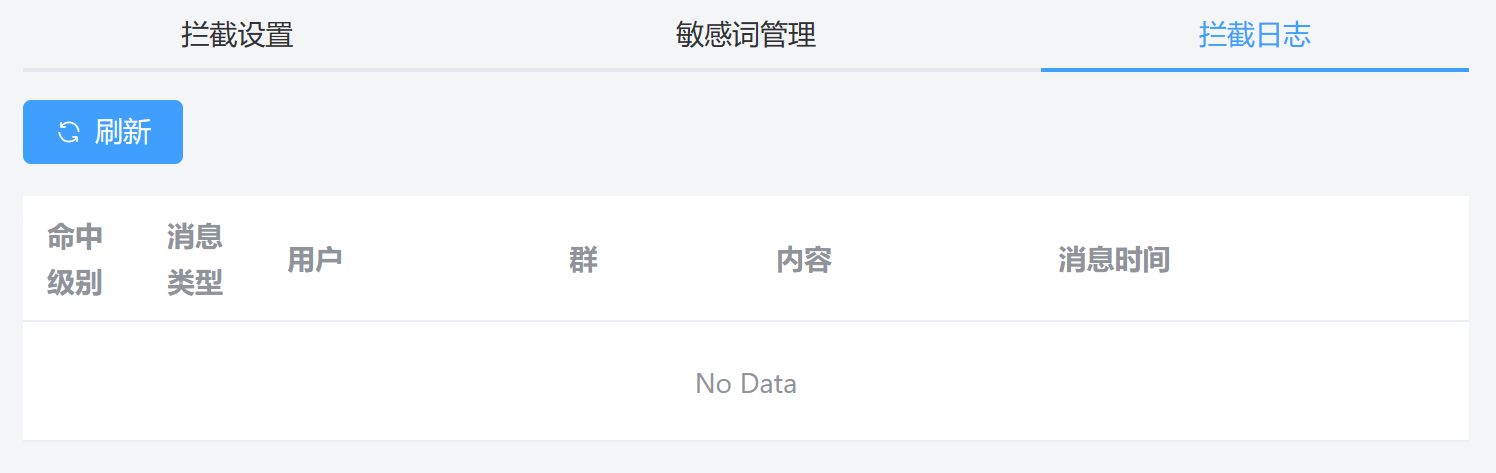 拦截设置
敏感词管理
拦截日志
刷新
命中
级别
消息
类型
用户
群
内容
消息时间
No Data